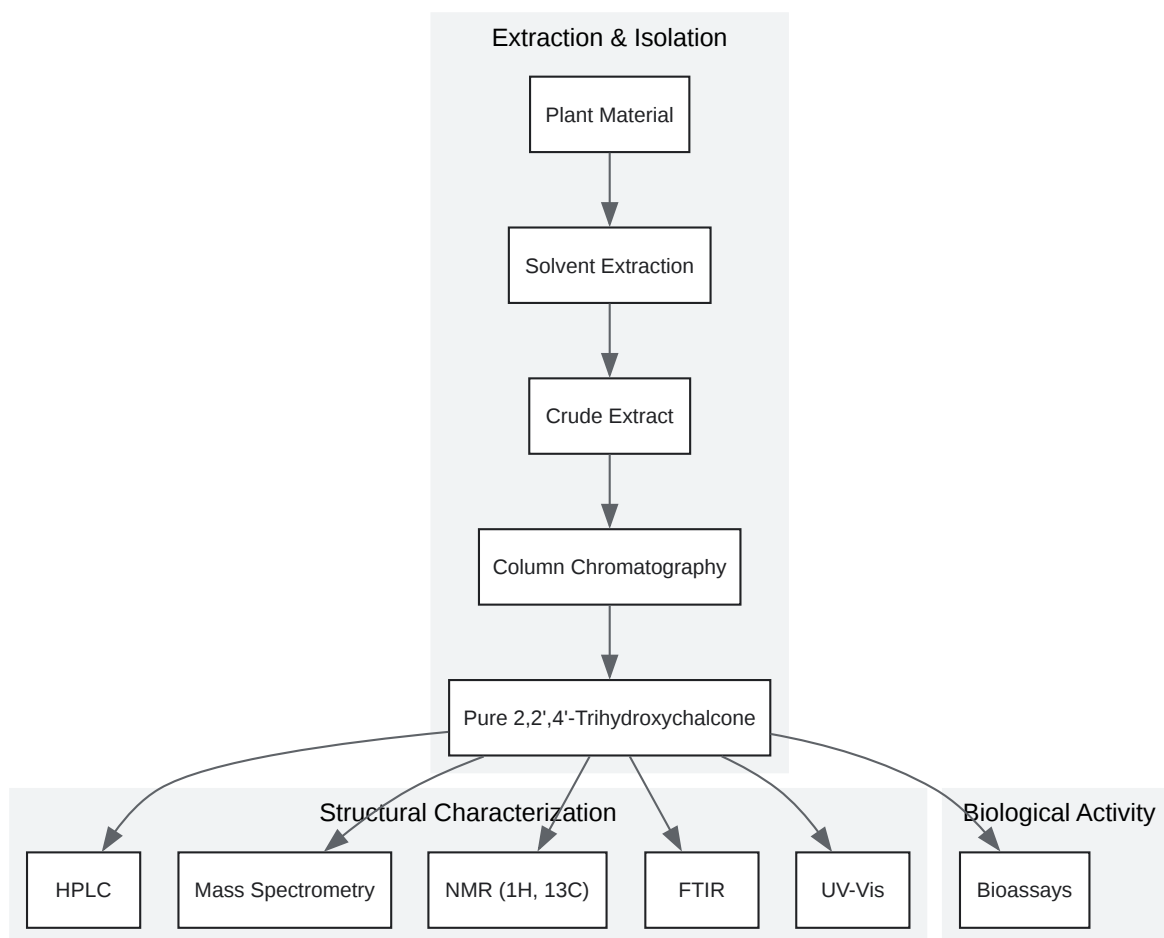 Extraction & Isolation
Plant Material
Solvent Extraction
Crude Extract
Column Chromatography
Pure 2,2',4'-Trihydroxychalcone
Structural Characterization
Biological Activity
HPLC
Mass Spectrometry
NMR (1H, 13C)
FTIR
UV-Vis
Bioassays